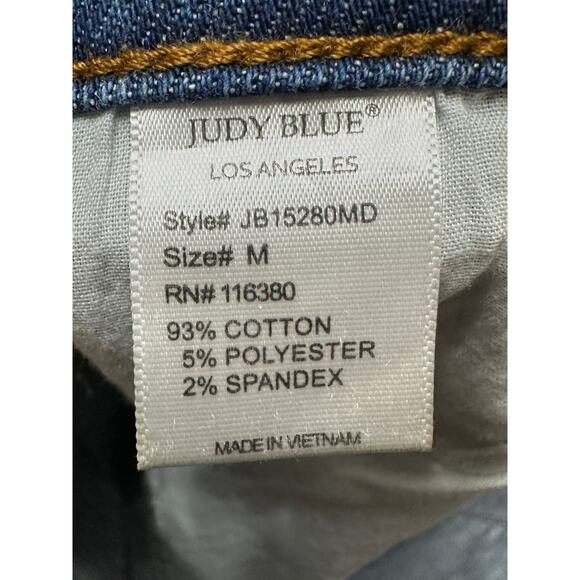 JUDY BLUE®
LOS ANGELES
Style# JB15280MD
Size# M
RN# 116380
93% COTTON
5% POLYESTER
2% SPANDEX
MADE IN VIETNAM